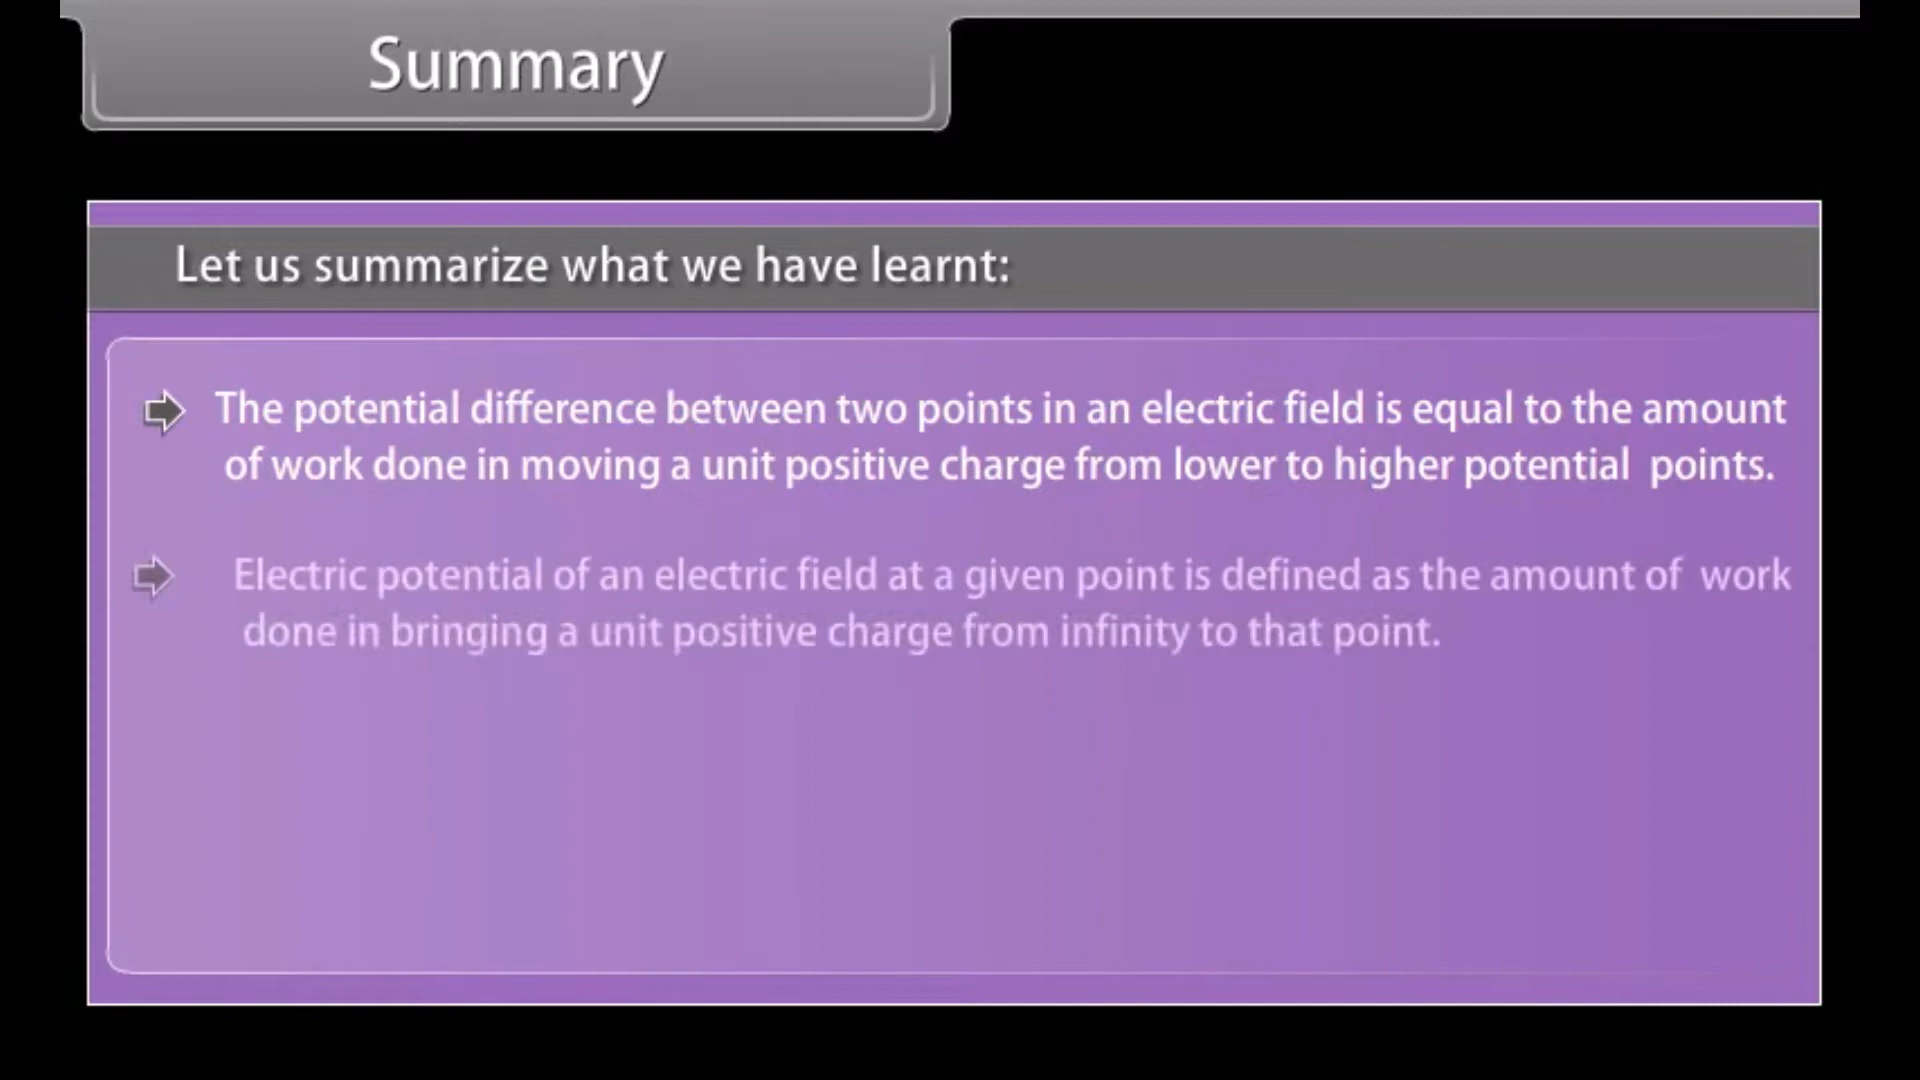 Summary
Let us summarize what we have learnt:
The potential difference between two points in an electric field is equal to the amount
of work done in moving a unit positive charge from lower to higher potential points.
Electric potential of an electric field at a given point is defined as the amount of work
done in bringing a unit positive charge from infinity to that point.